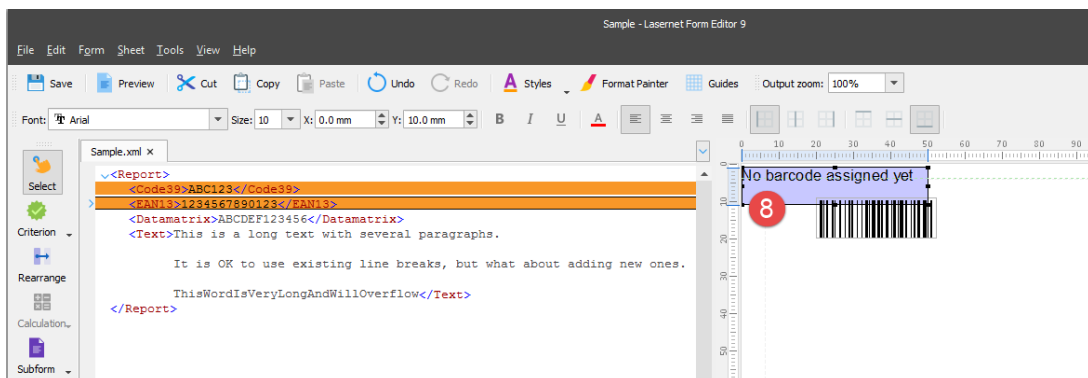 Sample - Lasernet Form Editor 9
File Edit Form Sheet Tools View Help
Save Preview Cut Copy Paste Undo Redo A Styles Format Painter Guides Output zoom: 100%
Font: Arial Size: 10 X: 0.0 mm Y: 10.0 mm B I U A
Sample.xml ×
0 10 20 30 40 50 60 70 80 90
Select
Criterion
Rearrange
Calculation
Subform
<Report>
<Code39>ABC123</Code39>
<EAN13>1234567890123</EAN13>
<Datamatrix>ABCDEF123456</Datamatrix>
<Text>This is a long text with several paragraphs.
It is OK to use existing line breaks, but what about adding new ones.
ThisWordIsVeryLongAndWillOverflow</Text>
</Report>
No barcode assigned yet
8
0
10
20
30
40
50